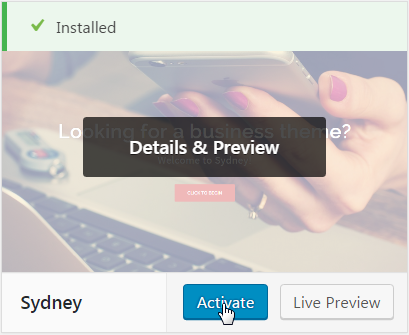 Installed
Looking for a business theme?
Details & Preview
Welcome to Sydney
CLICK TO BEGIN
Sydney
Activate
Live Preview